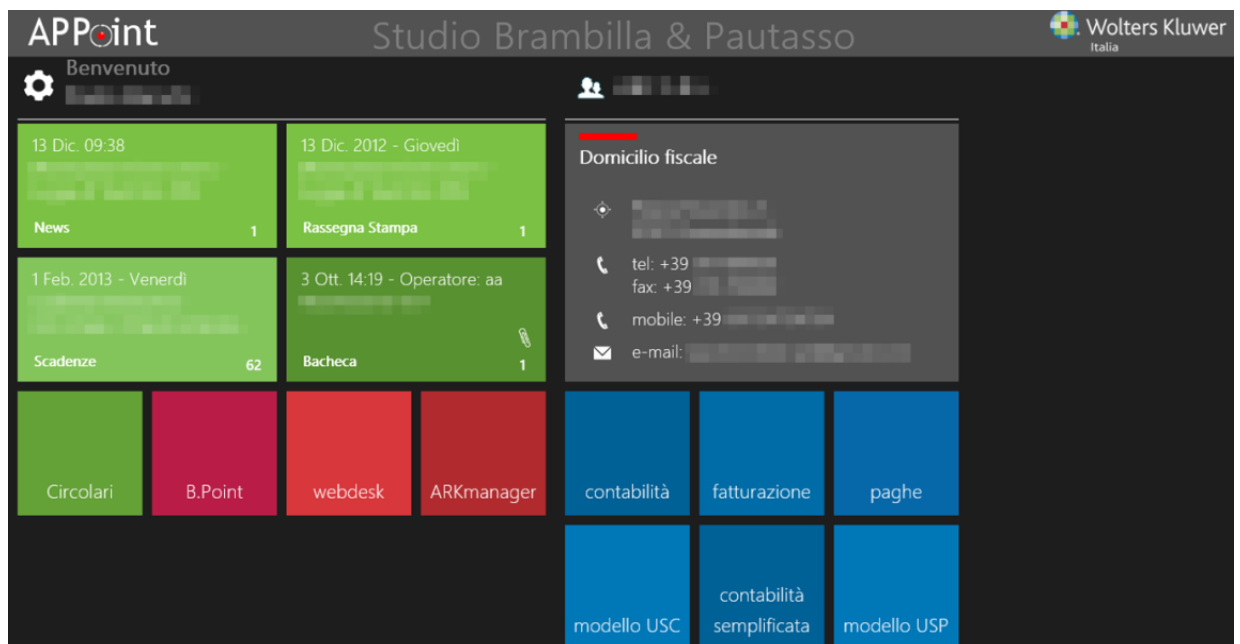 APPoint
Studio Brambilla & Pautasso
Wolters Kluwer
Italia
Benvenuto
13 Dic. 09:38
News 1
13 Dic. 2012 - Giovedì
Rassegna Stampa 1
1 Feb. 2013 - Venerdì
Scadenze 62
3 Ott. 14:19 - Operatore: aa
Bacheca 1
Circolari
B.Point
webdesk
ARKmanager
Domicilio fiscale
tel: +39
fax: +39
mobile: +39
e-mail:
contabilità
fatturazione
paghe
modello USC
contabilità
semplificata
modello USP